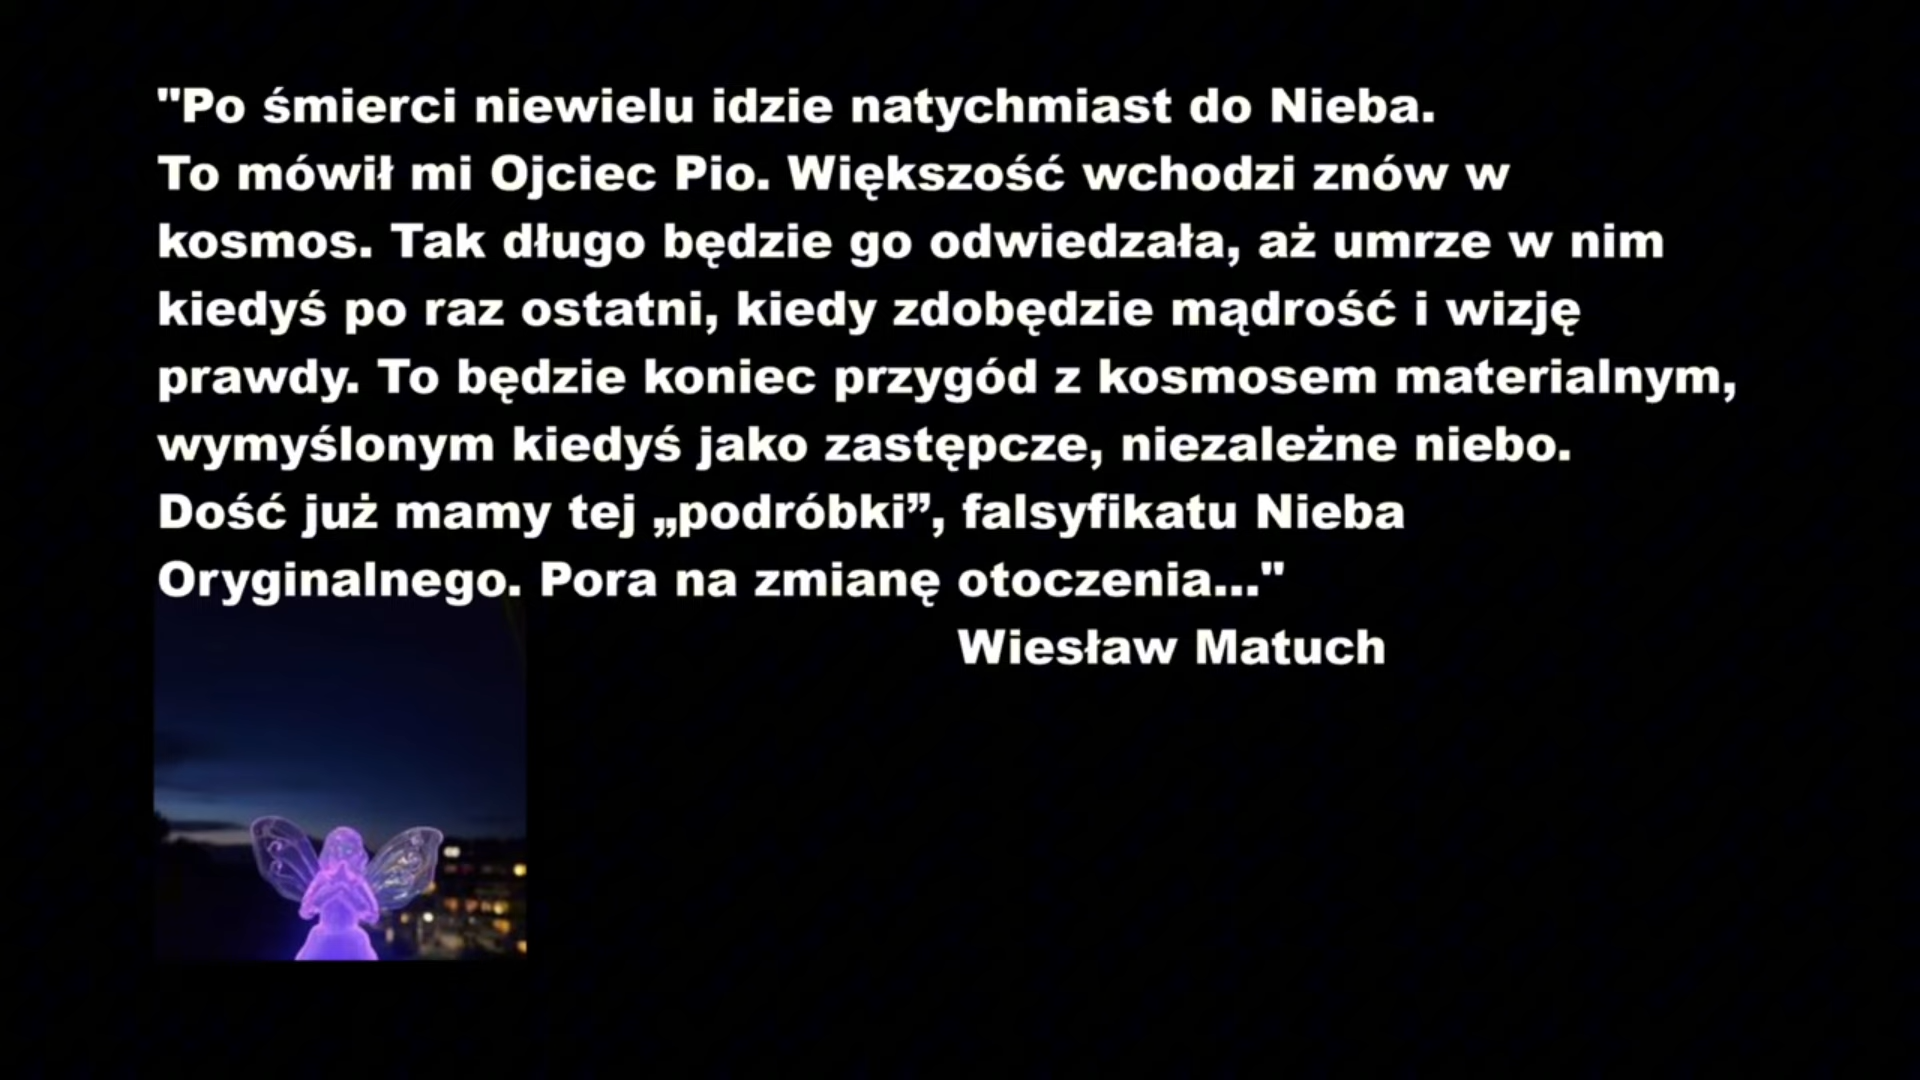 "Po śmierci niewielu idzie natychmiast do Nieba.
To mówił mi Ojciec Pio. Większość wchodzi znów w
kosmos. Tak długo będzie go odwiedzała, aż umrze w nim
kiedyś po raz ostatni, kiedy zdobędzie mądrość i wizję
prawdy. To będzie koniec przygód z kosmosem materialnym,
wymyślonym kiedyś jako zastępcze, niezależne niebo.
Dość już mamy tej „podróbki”, falsyfikatu Nieba
Oryginalnego. Pora na zmianę otoczenia..."
Wiesław Matuch